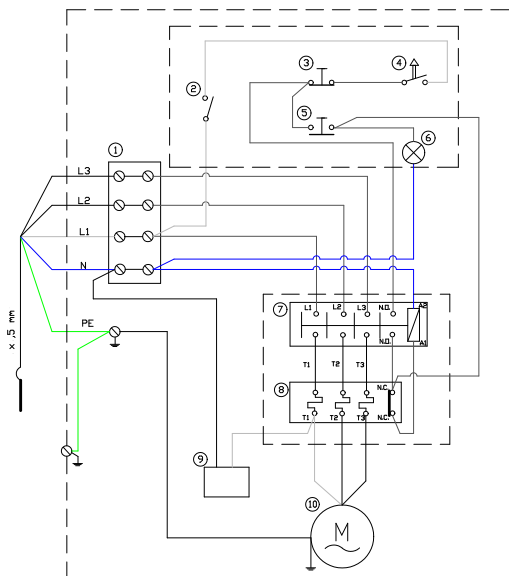 3
4
2
5
6
1
L3
L2
L1
N
PE
x ,5 mm
7
L1
L2
L3
N.O.
A2
N.O.
A1
T1
T2
T3
8
N.C.
T1
T2
T3
N.C.
9
10
M